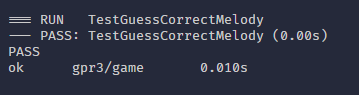 === RUN   TestGuessCorrectMelody
--- PASS: TestGuessCorrectMelody (0.00s)
PASS
ok      gpr3/game       0.010s